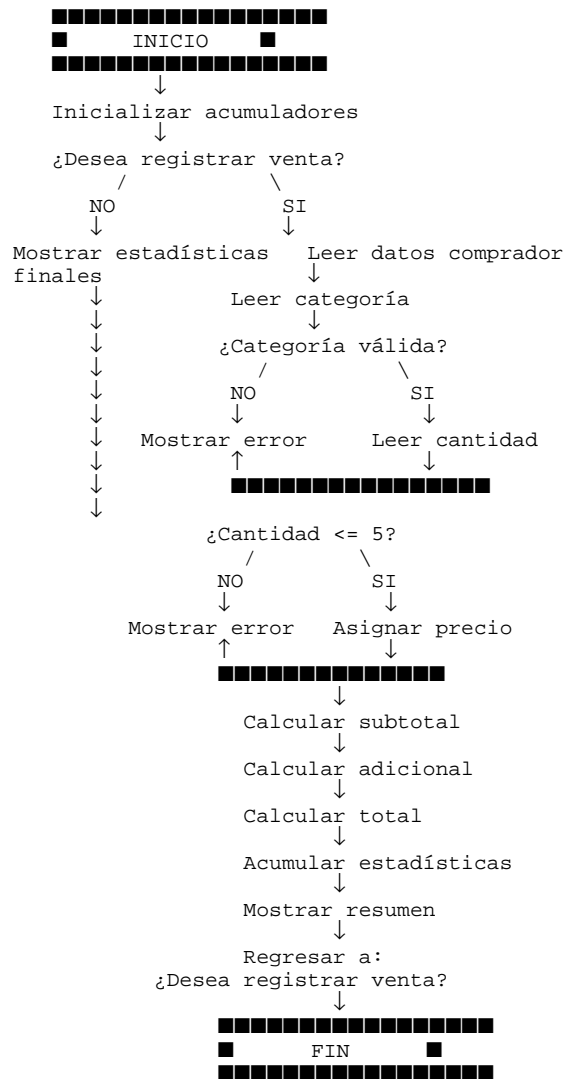 INICIO
Inicializar acumuladores
¿Desea registrar venta?
NO SI
Mostrar estadísticas Leer datos comprador
finales
Leer categoría
¿Categoría válida?
NO SI
Mostrar error Leer cantidad
¿Cantidad <= 5?
NO SI
Mostrar error Asignar precio
Calcular subtotal
Calcular adicional
Calcular total
Acumular estadísticas
Mostrar resumen
Regresar a:
¿Desea registrar venta?
FIN